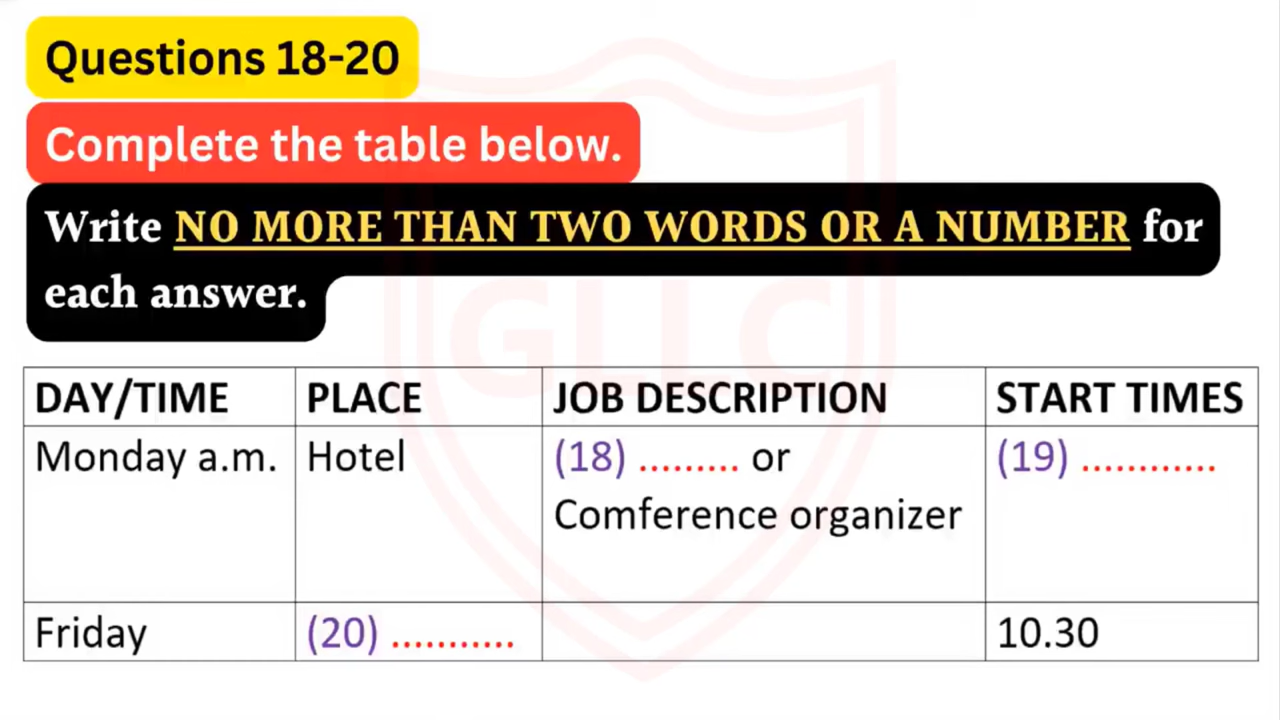 Questions 18-20
Complete the table below.
Write NO MORE THAN TWO WORDS OR A NUMBER for
each answer.
GLLC
DAY/TIME PLACE JOB DESCRIPTION START TIMES
Monday a.m. Hotel (18) ......... or (19) ............
Comference organizer
Friday (20) ........... 10.30